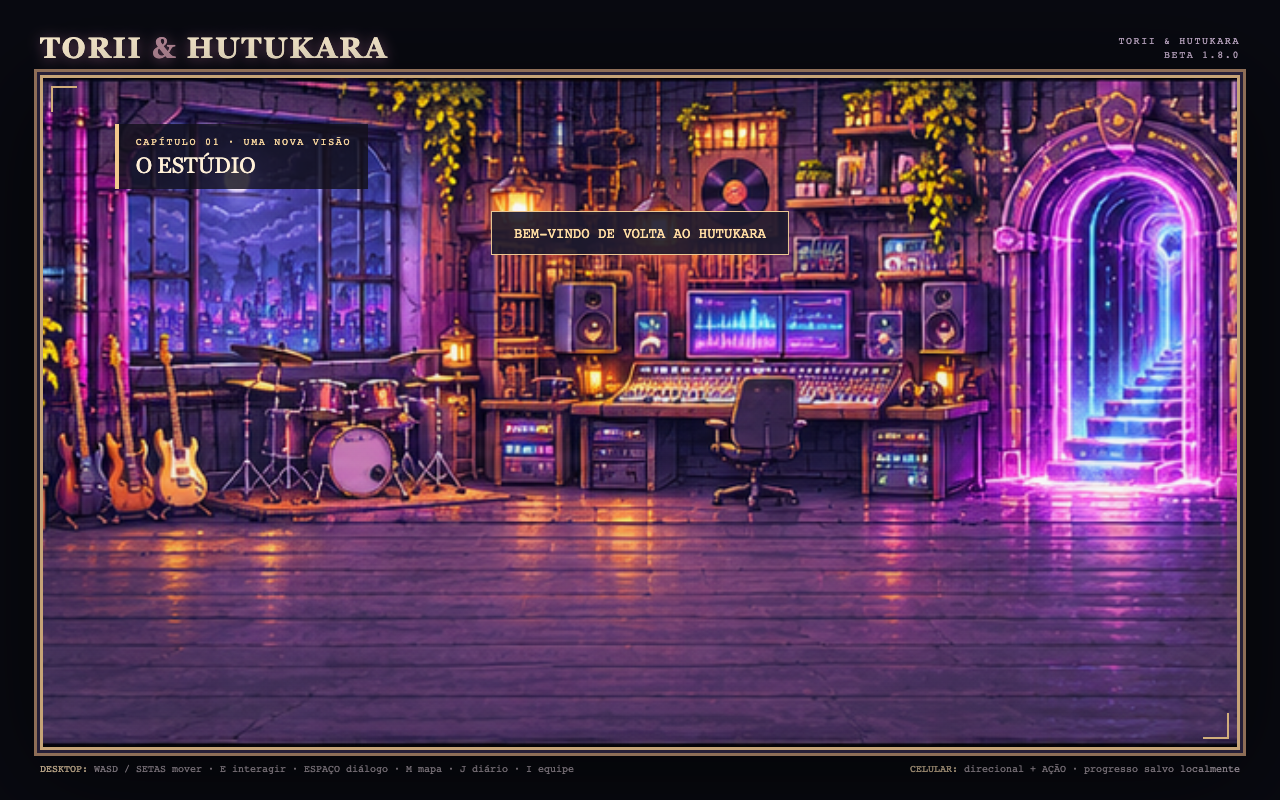 TORII & HUTUKARA
TORII & HUTUKARA
BETA 1.8.0
CAPÍTULO 01 · UMA NOVA VISÃO
O ESTÚDIO
BEM-VINDO DE VOLTA AO HUTUKARA
DESKTOP: WASD / SETAS mover · E interagir · ESPAÇO diálogo · M mapa · J diário · I equipe
CELULAR: direcional + AÇÃO · progresso salvo localmente